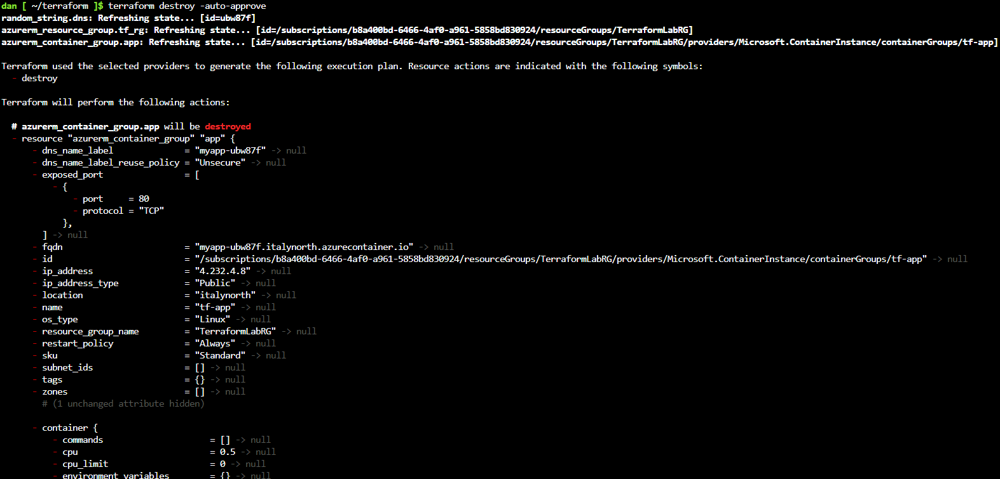 dan [ ~/terraform ]$ terraform destroy -auto-approve
random_string.dns: Refreshing state... [id=ubw87f]
azurerm_resource_group.tf_rg: Refreshing state... [id=/subscriptions/b8a400bd-6466-4af0-a961-5858bd830924/resourceGroups/TerraformLabRG]
azurerm_container_group.app: Refreshing state... [id=/subscriptions/b8a400bd-6466-4af0-a961-5858bd830924/resourceGroups/TerraformLabRG/providers/Microsoft.ContainerInstance/containerGroups/tf-app]
Terraform used the selected providers to generate the following execution plan. Resource actions are indicated with the following symbols:
- destroy
Terraform will perform the following actions:
# azurerm_container_group.app will be destroyed
- resource "azurerm_container_group" "app" {
- dns_name_label = "myapp-ubw87f" -> null
- dns_name_label_reuse_policy = "Unsecure" -> null
- exposed_port = [
- {
- port = 80
- protocol = "TCP"
},
] -> null
- fqdn = "myapp-ubw87f.italynorth.azurecontainer.io" -> null
- id = "/subscriptions/b8a400bd-6466-4af0-a961-5858bd830924/resourceGroups/TerraformLabRG/providers/Microsoft.ContainerInstance/containerGroups/tf-app" -> null
- ip_address = "4.232.4.8" -> null
- ip_address_type = "Public" -> null
- location = "italynorth" -> null
- name = "tf-app" -> null
- os_type = "Linux" -> null
- resource_group_name = "TerraformLabRG" -> null
- restart_policy = "Always" -> null
- sku = "Standard" -> null
- subnet_ids = [] -> null
- tags = {} -> null
- zones = [] -> null
# (1 unchanged attribute hidden)
- container {
- commands = [] -> null
- cpu = 0.5 -> null
- cpu_limit = 0 -> null
- environment_variables = {} -> null